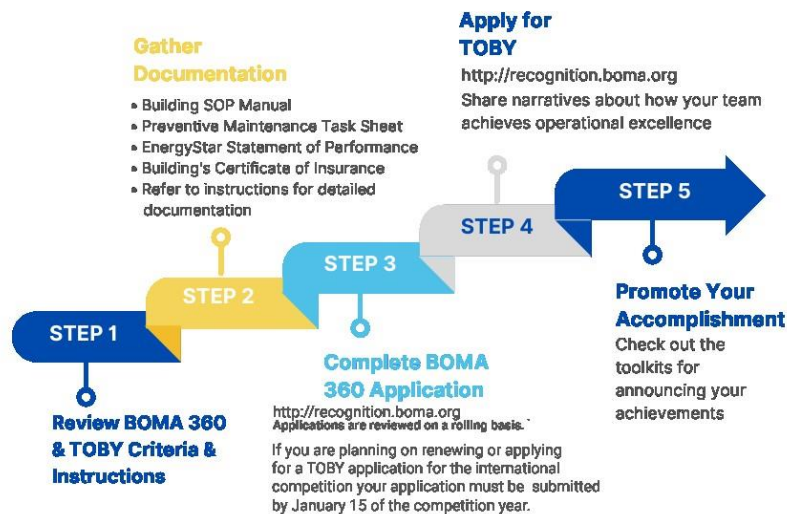 STEP 1
Review BOMA 360
& TOBY Criteria &
Instructions
Gather
Documentation
• Building SOP Manual
• Preventive Maintenance Task Sheet
• EnergyStar Statement of Performance
• Building's Certificate of Insurance
• Refer to instructions for detailed
documentation
STEP 2
STEP 3
Complete BOMA
360 Application
http://recognition.boma.org
Applications are reviewed on a rolling basis.`
If you are planning on renewing or applying
for a TOBY application for the international
competition your application must be submitted
by January 15 of the competition year.
Apply for
TOBY
http://recognition.boma.org
Share narratives about how your team
achieves operational excellence
STEP 4
STEP 5
Promote Your
Accomplishment
Check out the
toolkits for
announcing your
achievements